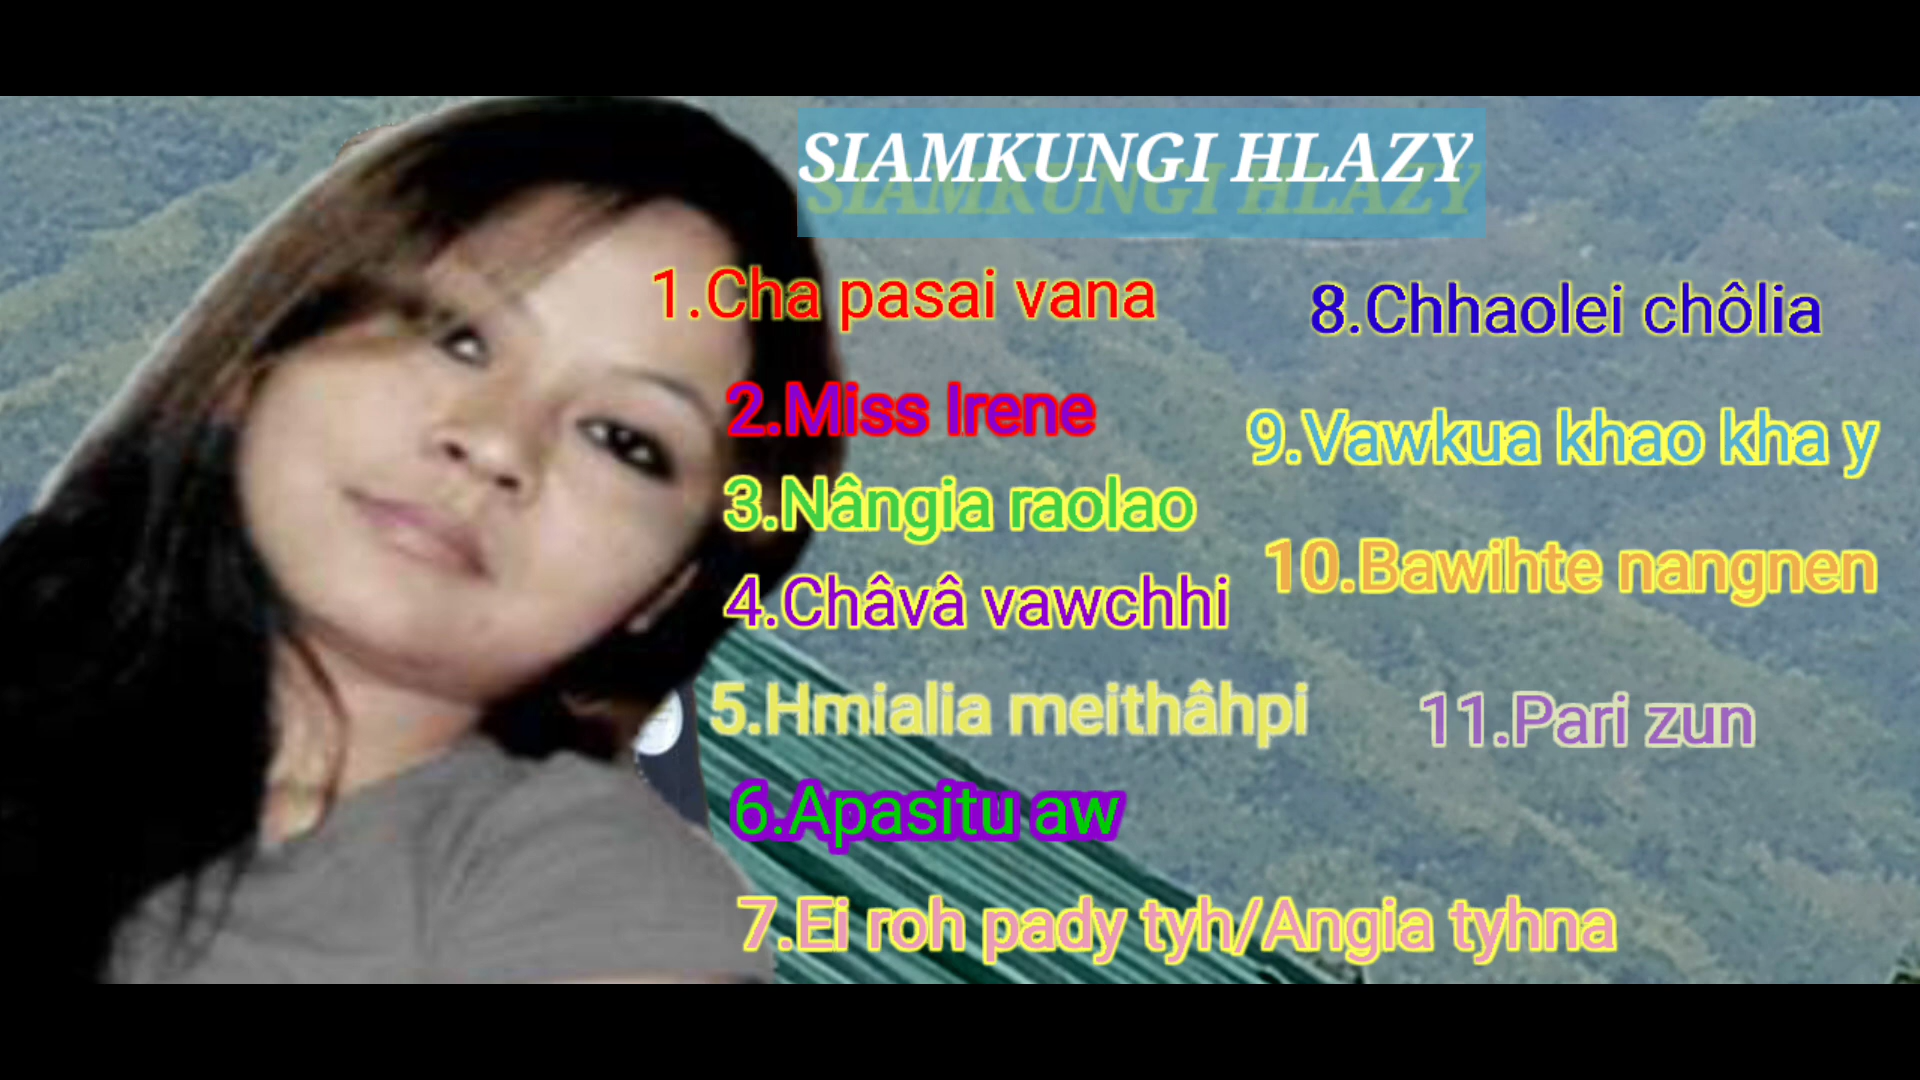 SIAMKUNGI HLAZY
1.Cha pasai vana
2.Miss Irene
3.Nângia raolao
4.Châvâ vawchhi
5.Hmialia meithâhpi
6.Apasitu aw
7.Ei roh pady tyh/Angia tyhna
8.Chhaolei chôlia
9.Vawkua khao kha y
10.Bawihte nangnen
11.Pari zun